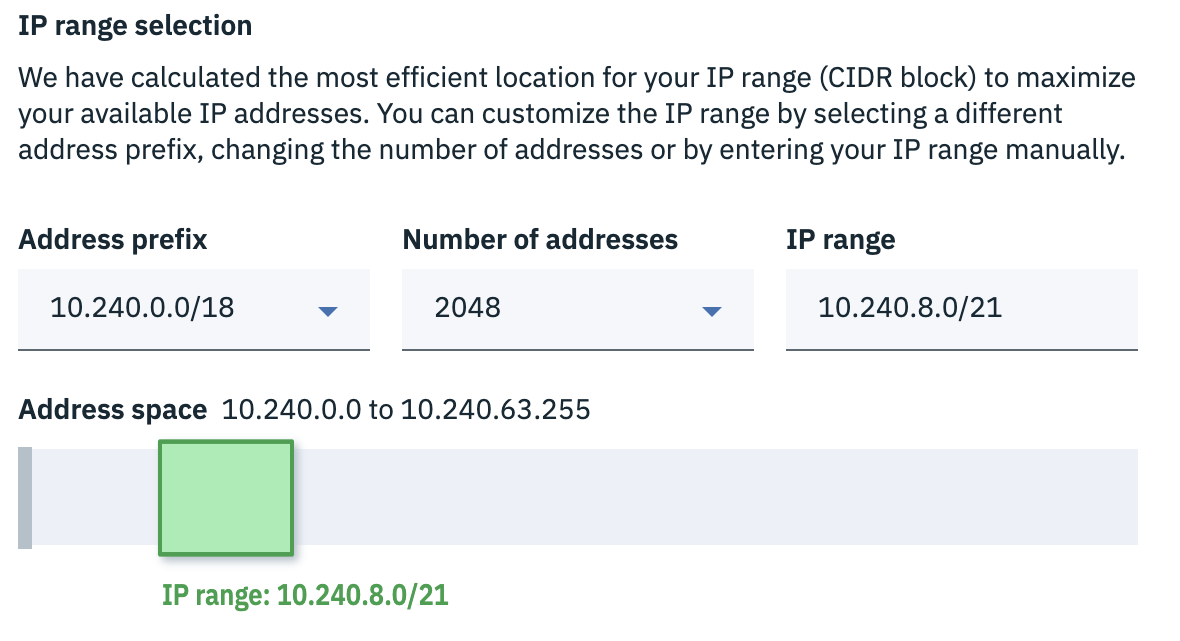 IP range selection
We have calculated the most efficient location for your IP range (CIDR block) to maximize
your available IP addresses. You can customize the IP range by selecting a different
address prefix, changing the number of addresses or by entering your IP range manually.
Address prefix
Number of addresses
IP range
10.240.0.0/18
2048
10.240.8.0/21
Address space 10.240.0.0 to 10.240.63.255
IP range: 10.240.8.0/21